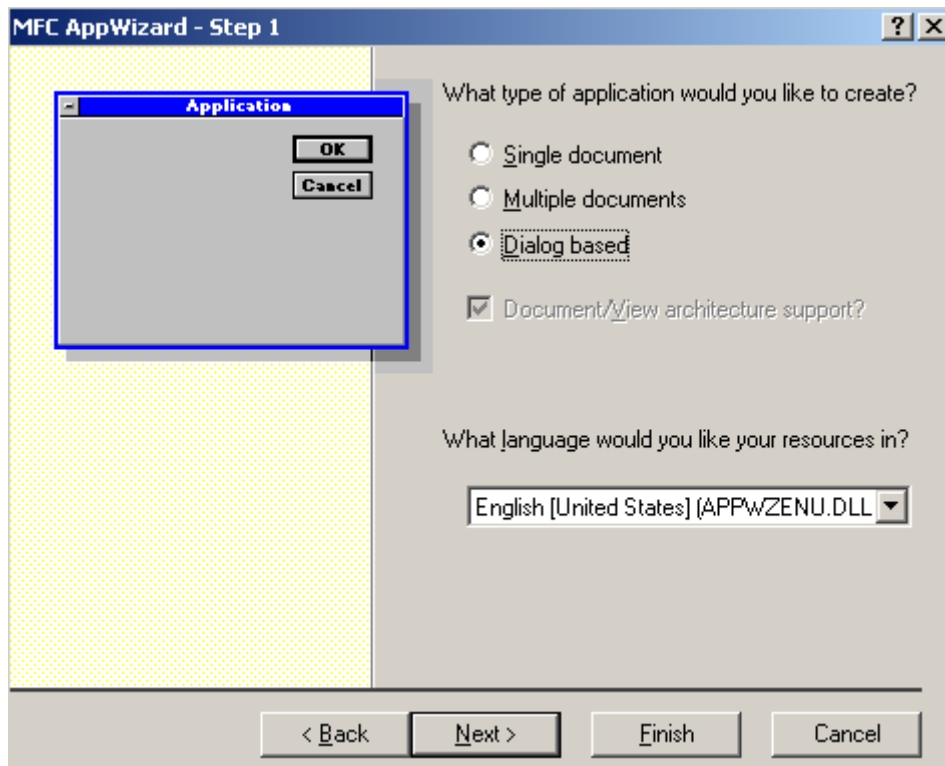 MFC AppWizard - Step 1
Application
OK
Cancel
What type of application would you like to create?
Single document
Multiple documents
Dialog based
Document/View architecture support?
What language would you like your resources in?
English [United States] (APPWZENU.DLL
< Back
Next >
Finish
Cancel